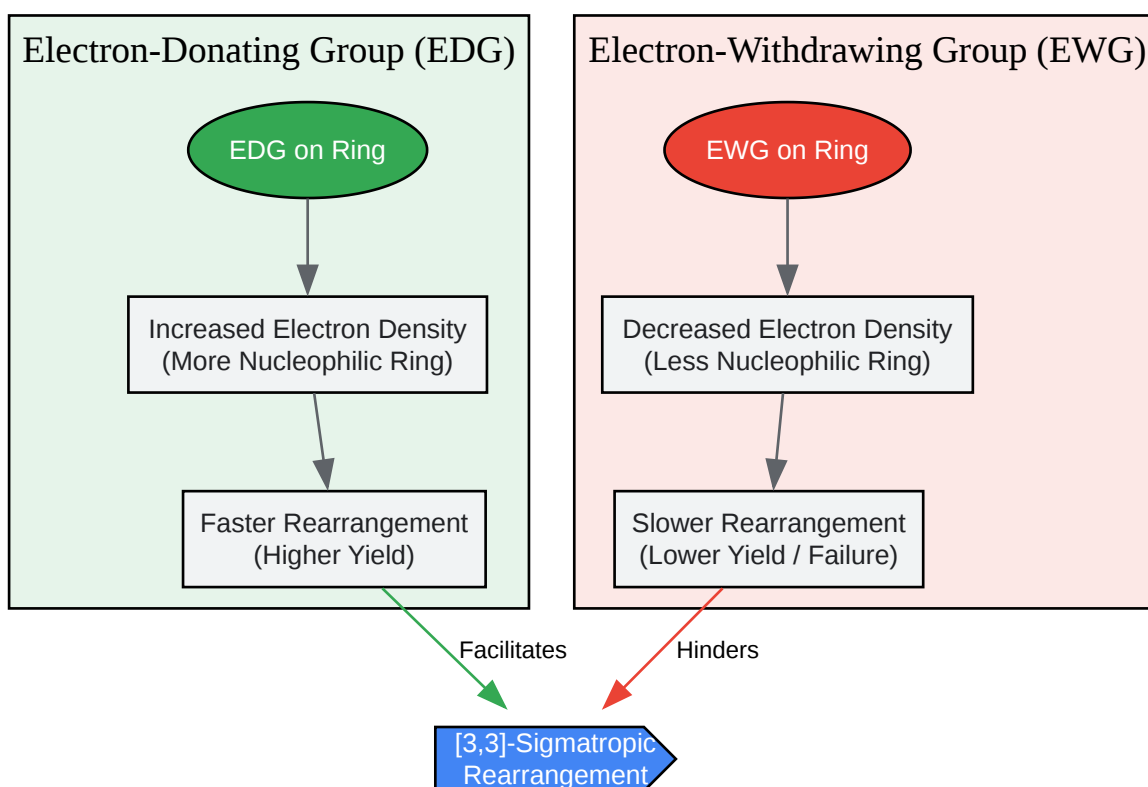 Electron-Donating Group (EDG)
EDG on Ring
Increased Electron Density
(More Nucleophilic Ring)
Faster Rearrangement
(Higher Yield)
Facilitates
Electron-Withdrawing Group (EWG)
EWG on Ring
Decreased Electron Density
(Less Nucleophilic Ring)
Slower Rearrangement
(Lower Yield / Failure)
Hinders
[3,3]-Sigmatropic
Rearrangement